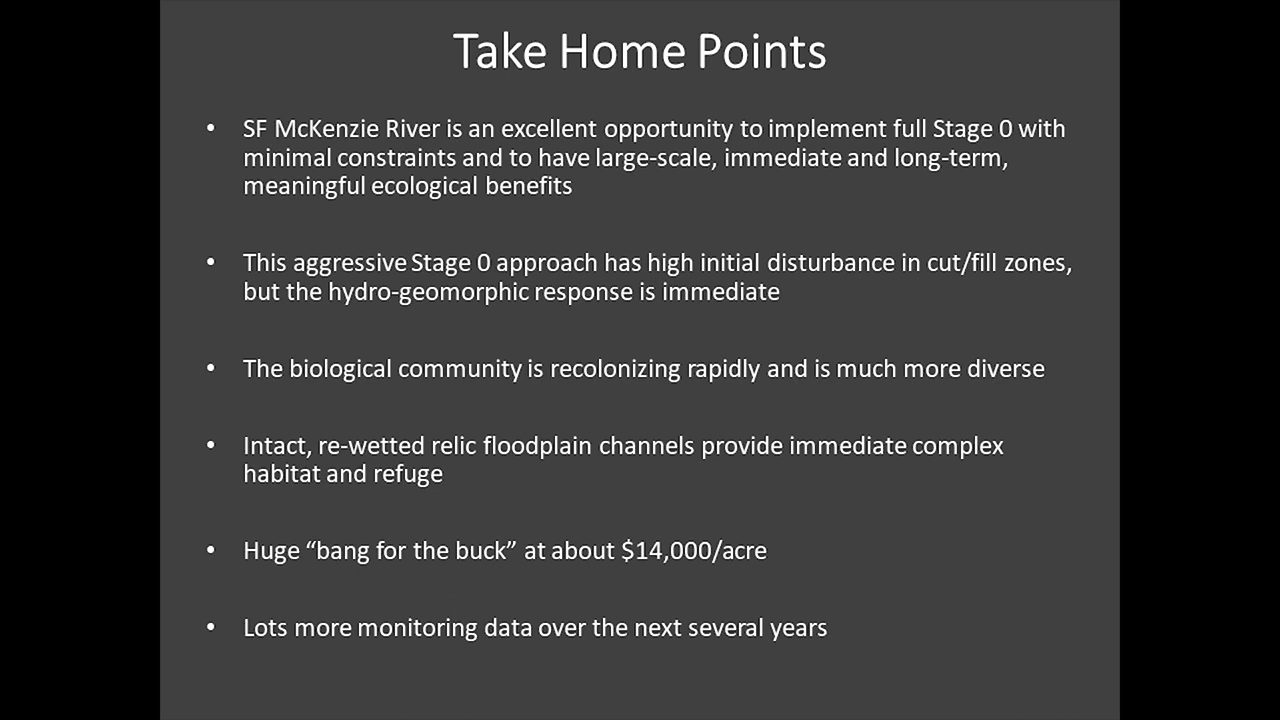 Take Home Points
• SF McKenzie River is an excellent opportunity to implement full Stage 0 with
minimal constraints and to have large-scale, immediate and long-term,
meaningful ecological benefits
• This aggressive Stage 0 approach has high initial disturbance in cut/fill zones,
but the hydro-geomorphic response is immediate
• The biological community is recolonizing rapidly and is much more diverse
• Intact, re-wetted relic floodplain channels provide immediate complex
habitat and refuge
• Huge “bang for the buck” at about $14,000/acre
• Lots more monitoring data over the next several years